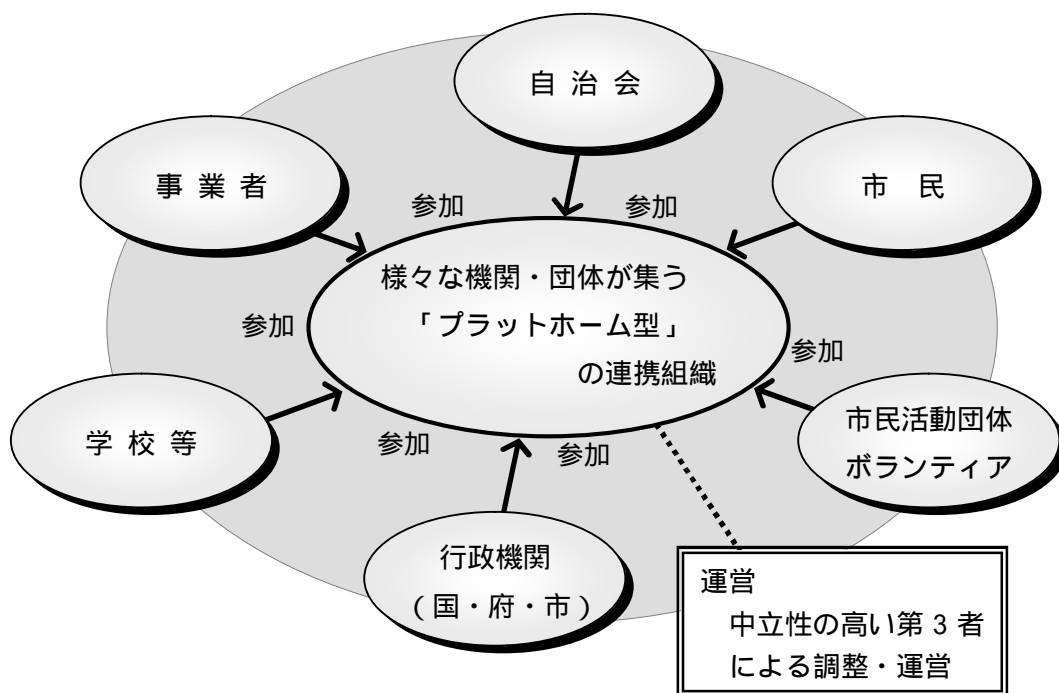 自治会
事業者
市民
参加
参加
様々な機関・団体が集う
「プラットホーム型」
の連携組織
参加
参加
学校等
市民活動団体
ボランティア
参加
参加
行政機関
(国・府・市)
運営
中立性の高い第3者
による調整・運営